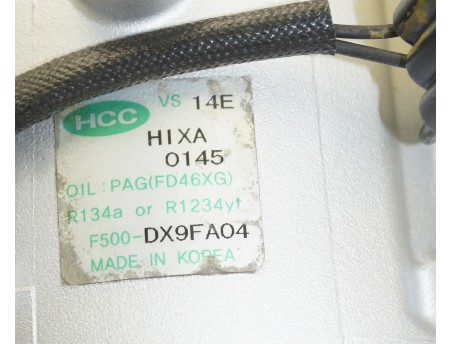 HCC VS 14E
HIXA
0145
OIL:PAG(FD46XG)
R134a or R1234yf
F500-DX9FA04
MADE IN KOREA